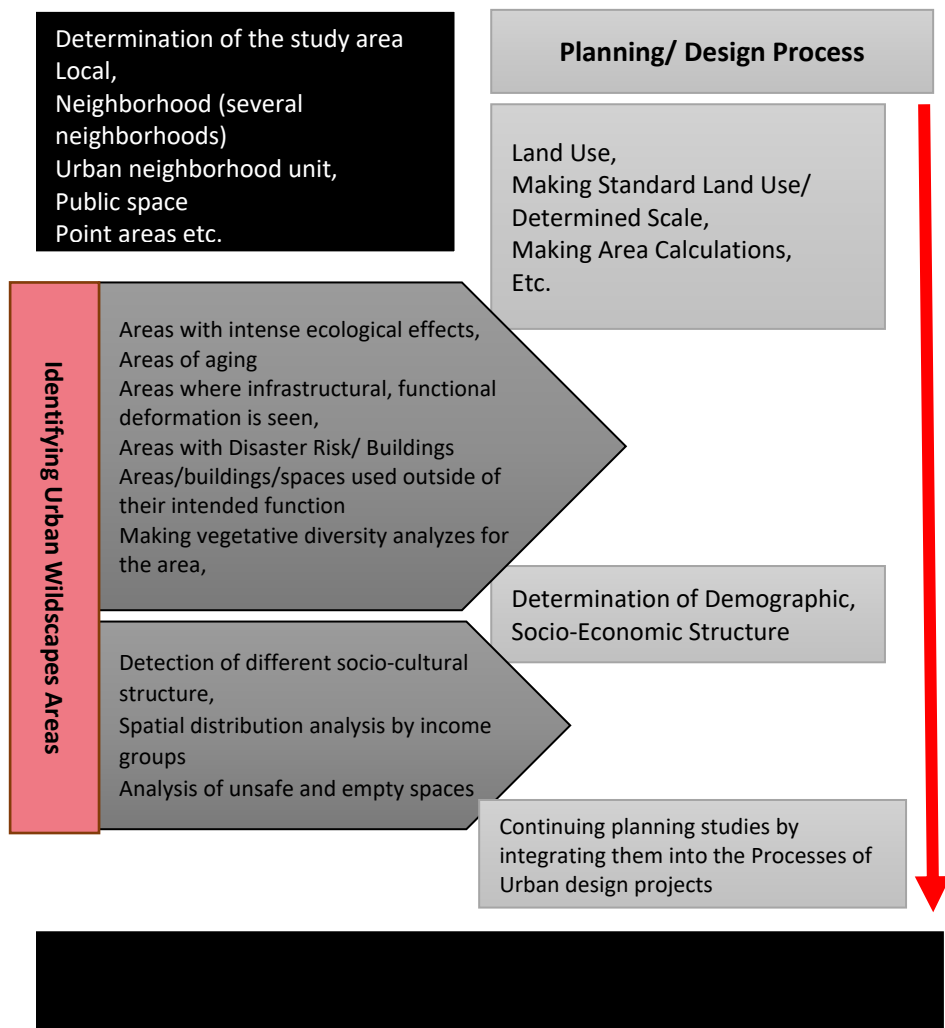 Determination of the study area
Local,
Neighborhood (several
neighborhoods)
Urban neighborhood unit,
Public space
Point areas etc.
Planning/ Design Process
Land Use,
Making Standard Land Use/
Determined Scale,
Making Area Calculations,
Etc.
Identifying Urban Wildscapes Areas
Areas with intense ecological effects,
Areas of aging
Areas where infrastructural, functional
deformation is seen,
Areas with Disaster Risk/ Buildings
Areas/buildings/spaces used outside of
their intended function
Making vegetative diversity analyzes for
the area,
Determination of Demographic,
Socio-Economic Structure
Detection of different socio-cultural
structure,
Spatial distribution analysis by income
groups
Analysis of unsafe and empty spaces
Continuing planning studies by
integrating them into the Processes of
Urban design projects